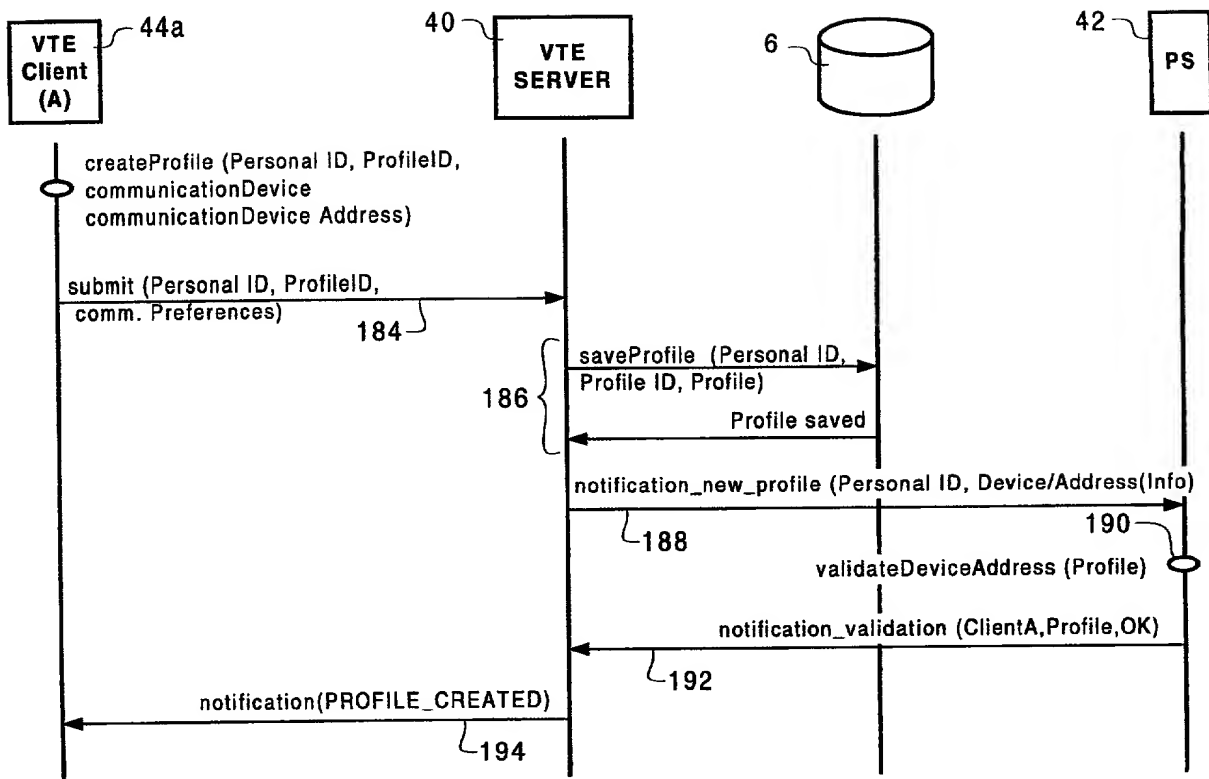 44a
40
6
42
VTE
Client
(A)
VTE
SERVER
PS
createProfile (Personal ID, ProfileID,
communicationDevice
communicationDevice Address)
submit (Personal ID, ProfileID,
comm. Preferences)
184
saveProfile (Personal ID,
Profile ID, Profile)
186
Profile saved
notification_new_profile (Personal ID, Device/Address(Info)
188
190
validateDeviceAddress (Profile)
notification_validation (ClientA,Profile,OK)
192
notification(PROFILE_CREATED)
194